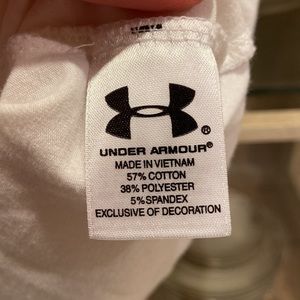 ®
UNDER ARMOUR®
MADE IN VIETNAM
57% COTTON
38% POLYESTER
5% SPANDEX
EXCLUSIVE OF DECORATION